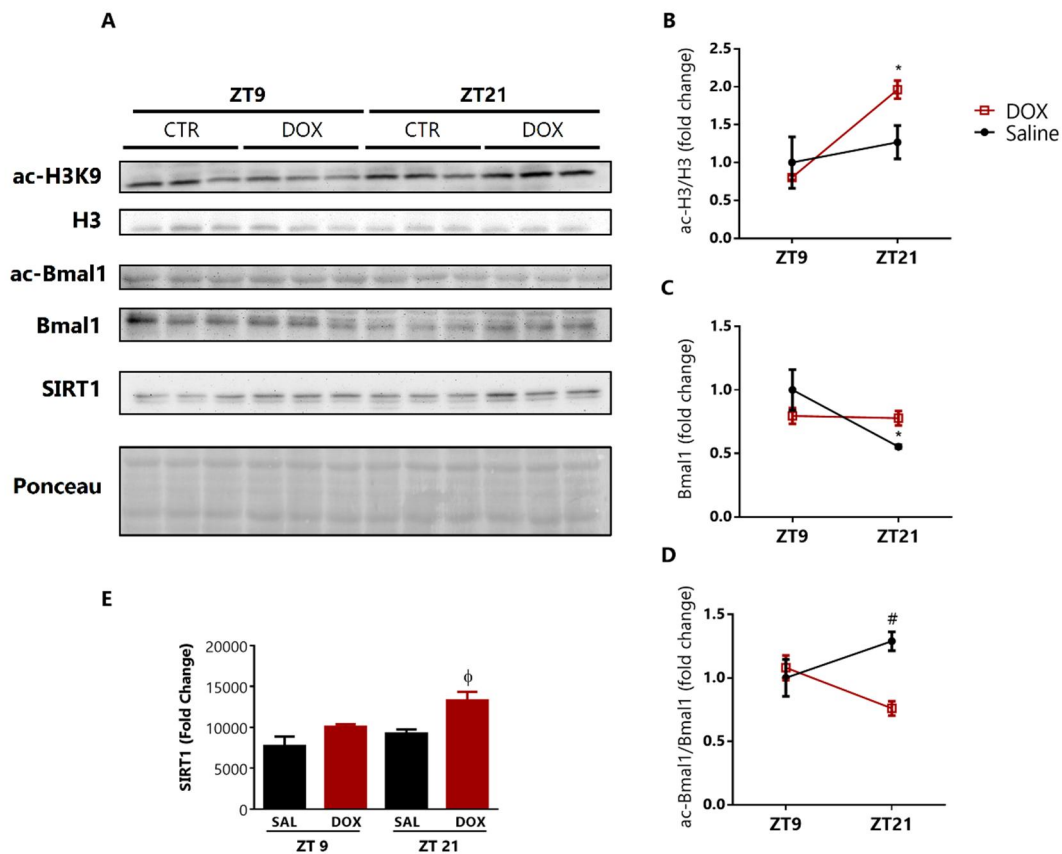 A
ZT9 ZT21
CTR DOX CTR DOX
ac-H3K9
H3
ac-Bmal1
Bmal1
SIRT1
Ponceau
B
ac-H3/H3 (fold change)
2.5
2.0
1.5
1.0
0.5
0.0
ZT9 ZT21
*
DOX
Saline
C
Bmal1 (fold change)
1.5
1.0
0.5
0.0
ZT9 ZT21
*
D
ac-Bmal1/Bmal1 (fold change)
1.5
1.0
0.5
0.0
ZT9 ZT21
#
E
SIRT1 (Fold Change)
20000
15000
10000
5000
0
ϕ
SAL DOX SAL DOX
ZT 9 ZT 21